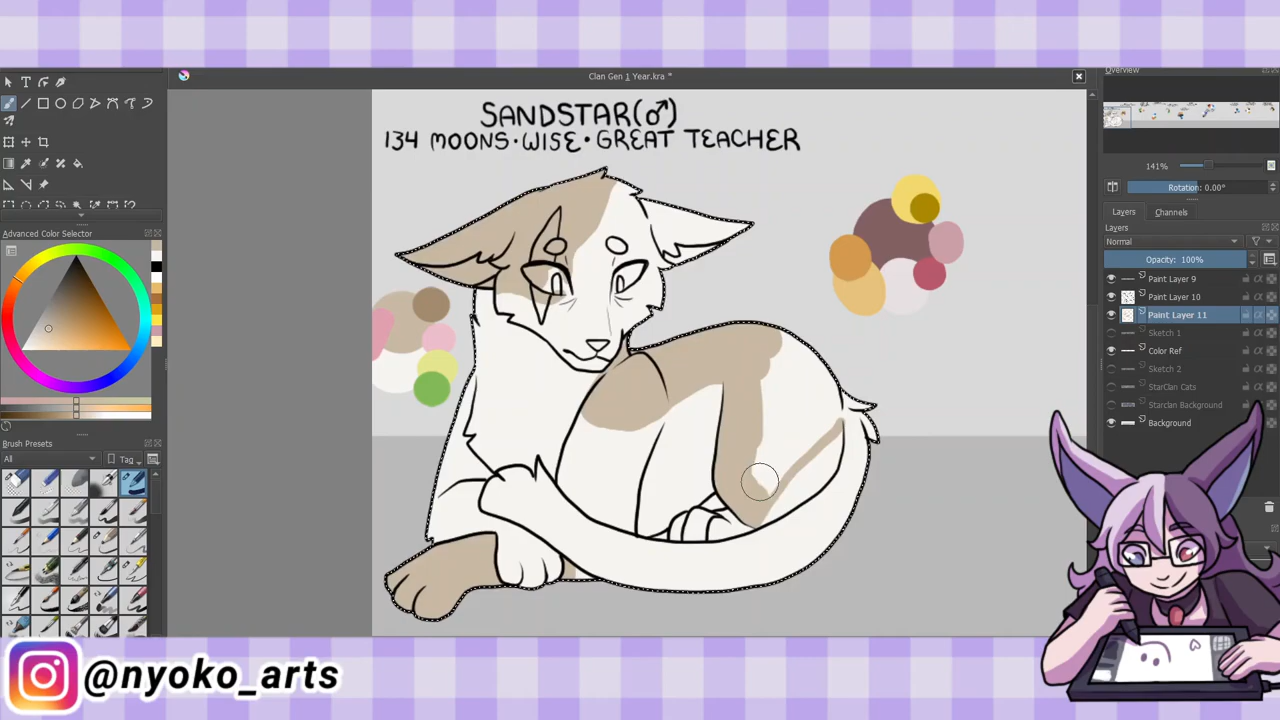 Clan Gen 1 Year.kra *
Overview
SANDSTAR(♂)
134 MOONS·WISE·GREAT TEACHER
141%
Rotation: 0.00°
Layers
Channels
Layers
Normal
Opacity: 100%
Advanced Color Selector
Paint Layer 9
Paint Layer 10
Paint Layer 11
Sketch 1
Color Ref
Sketch 2
StarClan Cats
Starclan Background
Background
Brush Presets
All
Tag
@nyoko_arts